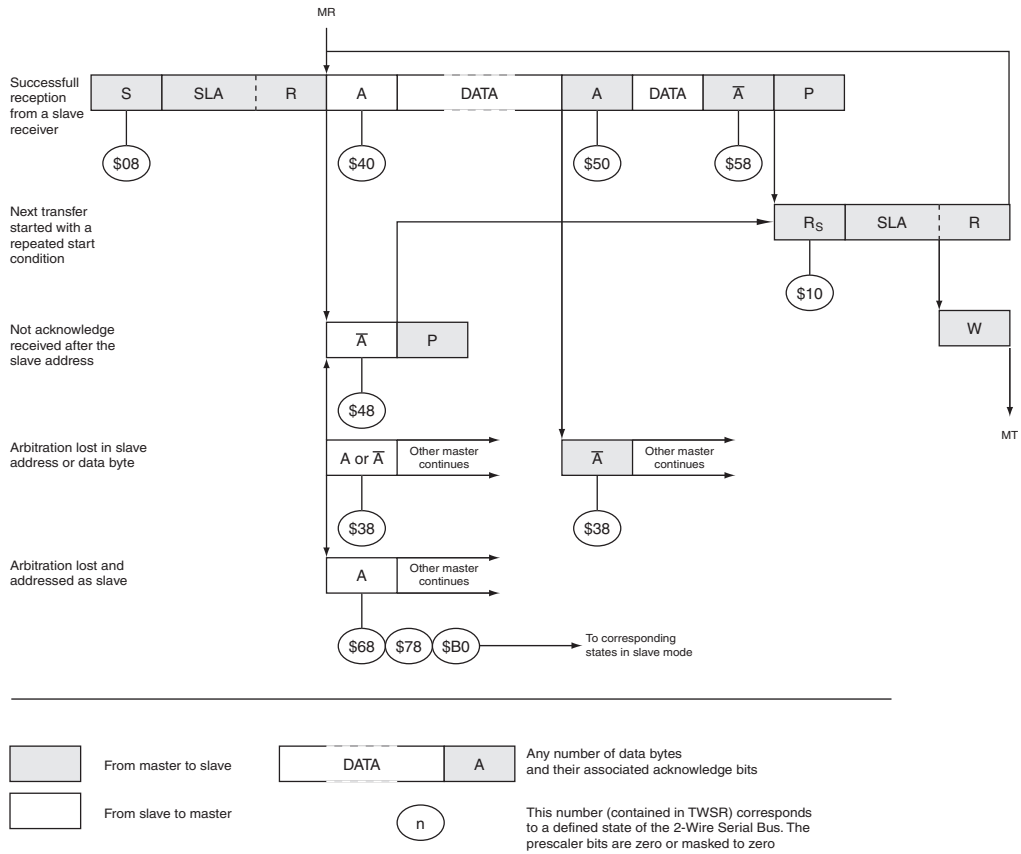 MR
Successfull
reception
from a slave
receiver
S SLA R A DATA A DATA A̅ P
$08 $40 $50 $58
Next transfer
started with a
repeated start
condition
RS SLA R
$10
Not acknowledge
received after the
slave address
A̅ P
W
$48
MT
Arbitration lost in slave
address or data byte
A or A̅
Other master
continues
A̅
Other master
continues
$38 $38
Arbitration lost and
addressed as slave
A
Other master
continues
$68 $78 $B0
To corresponding
states in slave mode
From master to slave
DATA A
Any number of data bytes
and their associated acknowledge bits
From slave to master
n
This number (contained in TWSR) corresponds
to a defined state of the 2-Wire Serial Bus. The
prescaler bits are zero or masked to zero